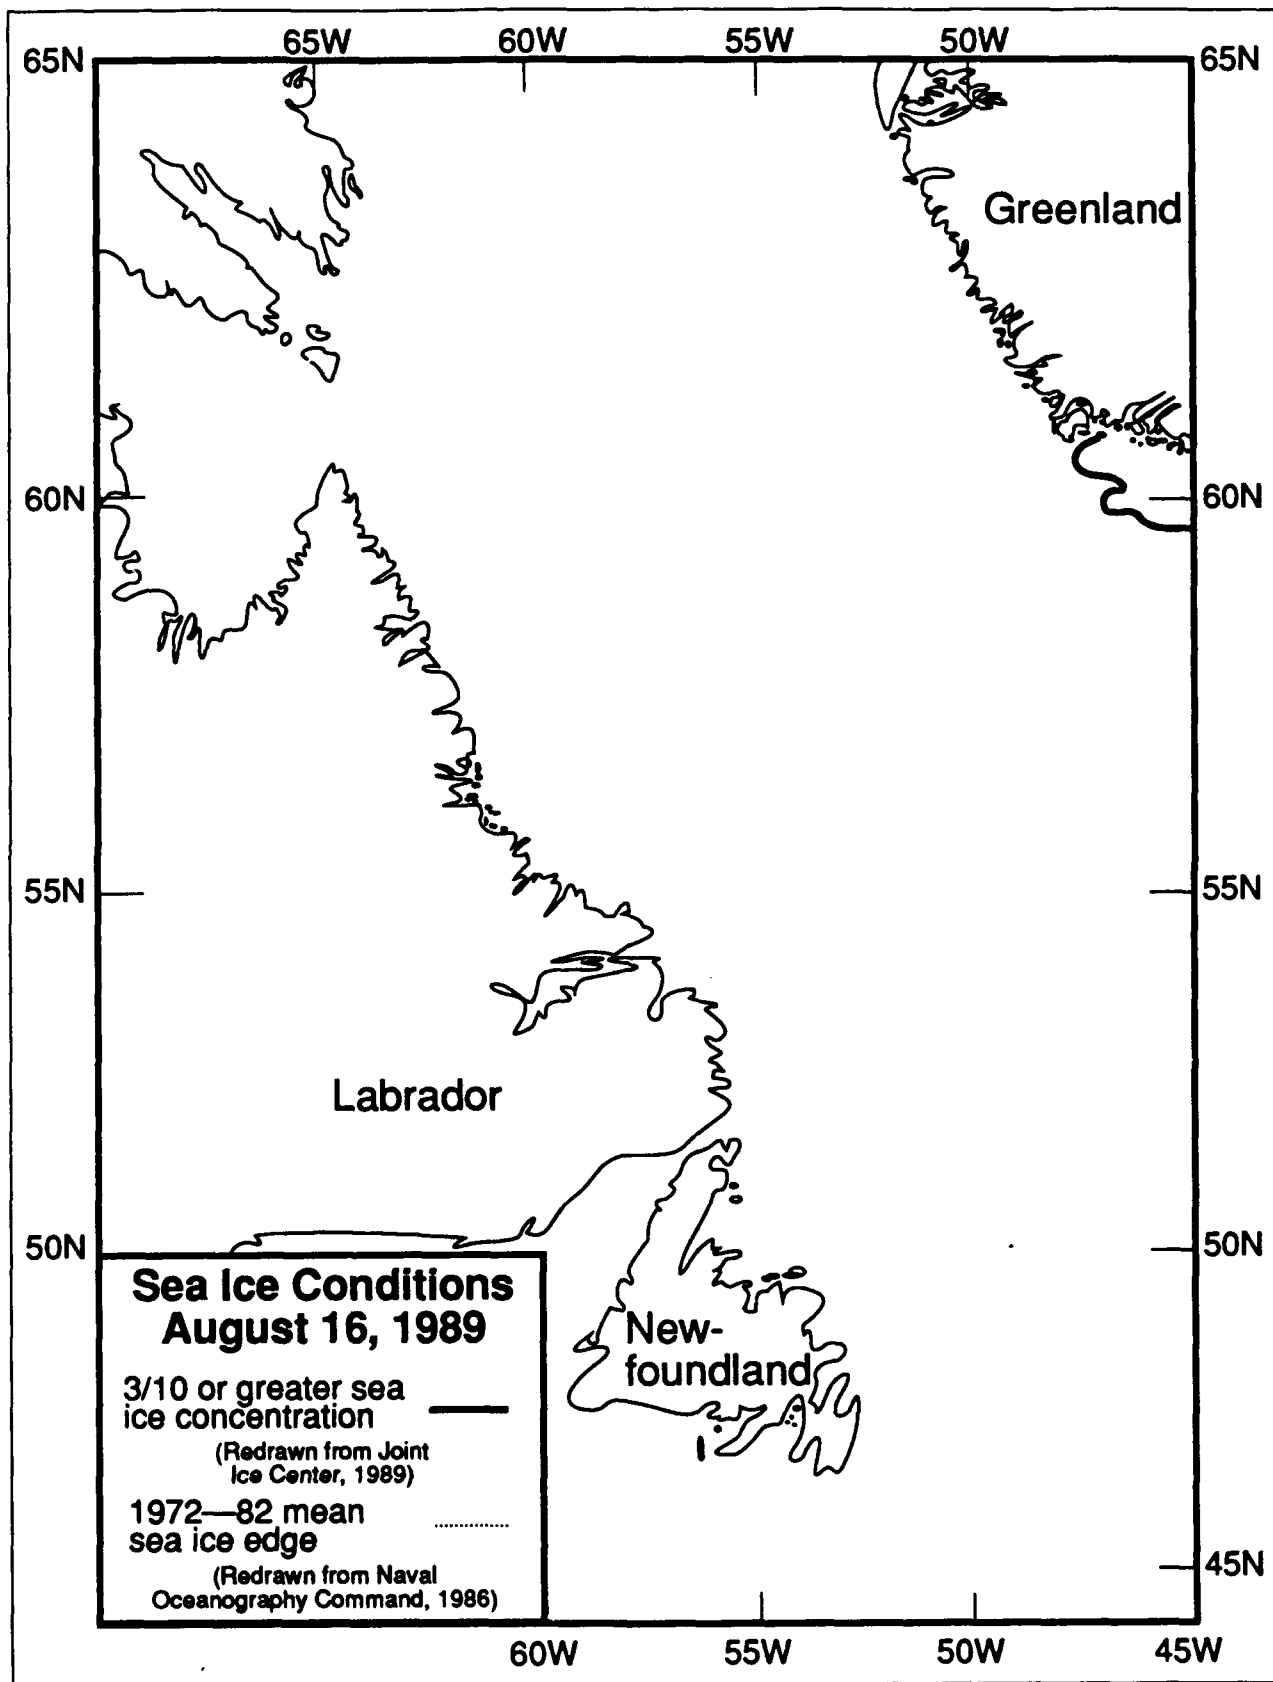 65W 60W 55W 50W
65N 65N
Greenland
60N 60N
55N 55N
Labrador
50N 50N
Sea Ice Conditions
August 16, 1989
New-
foundland
3/10 or greater sea
ice concentration
(Redrawn from Joint
Ice Center, 1989)
1972—82 mean
sea ice edge
(Redrawn from Naval
Oceanography Command, 1986)
45N
60W 55W 50W 45W